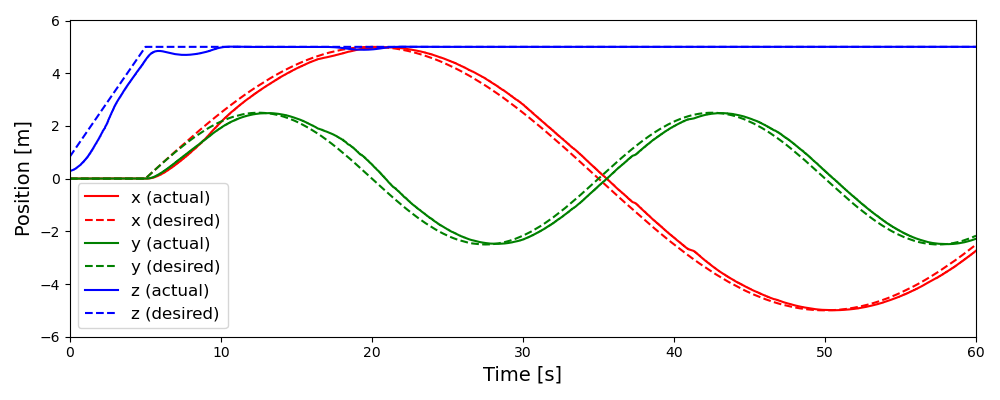 6
4
2
0
−2
−4
−6
Position [m]
x (actual)
x (desired)
y (actual)
y (desired)
z (actual)
z (desired)
0 10 20 30 40 50 60
Time [s]